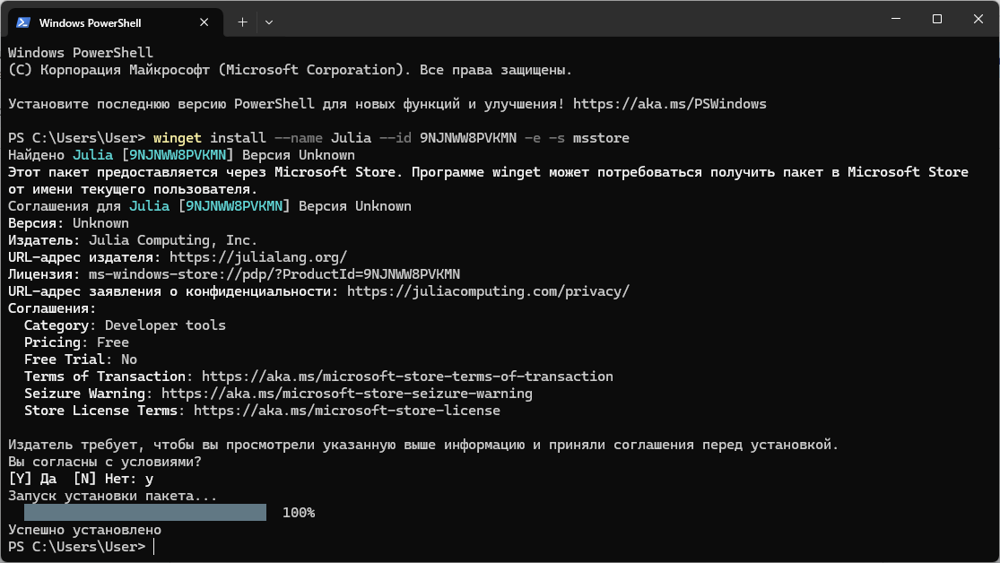 Windows PowerShell
Windows PowerShell
(C) Корпорация Майкрософт (Microsoft Corporation). Все права защищены.
Установите последнюю версию PowerShell для новых функций и улучшения! https://aka.ms/PSWindows
PS C:\Users\User> winget install --name Julia --id 9NJNWW8PVKMN -e -s msstore
Найдено Julia [9NJNWW8PVKMN] Версия Unknown
Этот пакет предоставляется через Microsoft Store. Программе winget может потребоваться получить пакет в Microsoft Store
от имени текущего пользователя.
Соглашения для Julia [9NJNWW8PVKMN] Версия Unknown
Версия: Unknown
Издатель: Julia Computing, Inc.
URL-адрес издателя: https://julialang.org/
Лицензия: ms-windows-store://pdp/?ProductId=9NJNWW8PVKMN
URL-адрес заявления о конфиденциальности: https://juliacomputing.com/privacy/
Соглашения:
Category: Developer tools
Pricing: Free
Free Trial: No
Terms of Transaction: https://aka.ms/microsoft-store-terms-of-transaction
Seizure Warning: https://aka.ms/microsoft-store-seizure-warning
Store License Terms: https://aka.ms/microsoft-store-license
Издатель требует, чтобы вы просмотрели указанную выше информацию и приняли соглашения перед установкой.
Вы согласны с условиями?
[Y] Да  [N] Нет: y
Запуск установки пакета...
100%
Успешно установлено
PS C:\Users\User>